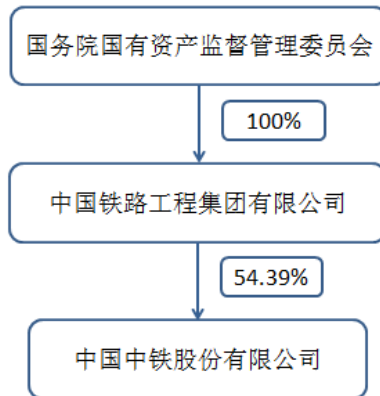 国务院国有资产监督管理委员会
100%
中国铁路工程集团有限公司
54.39%
中国中铁股份有限公司